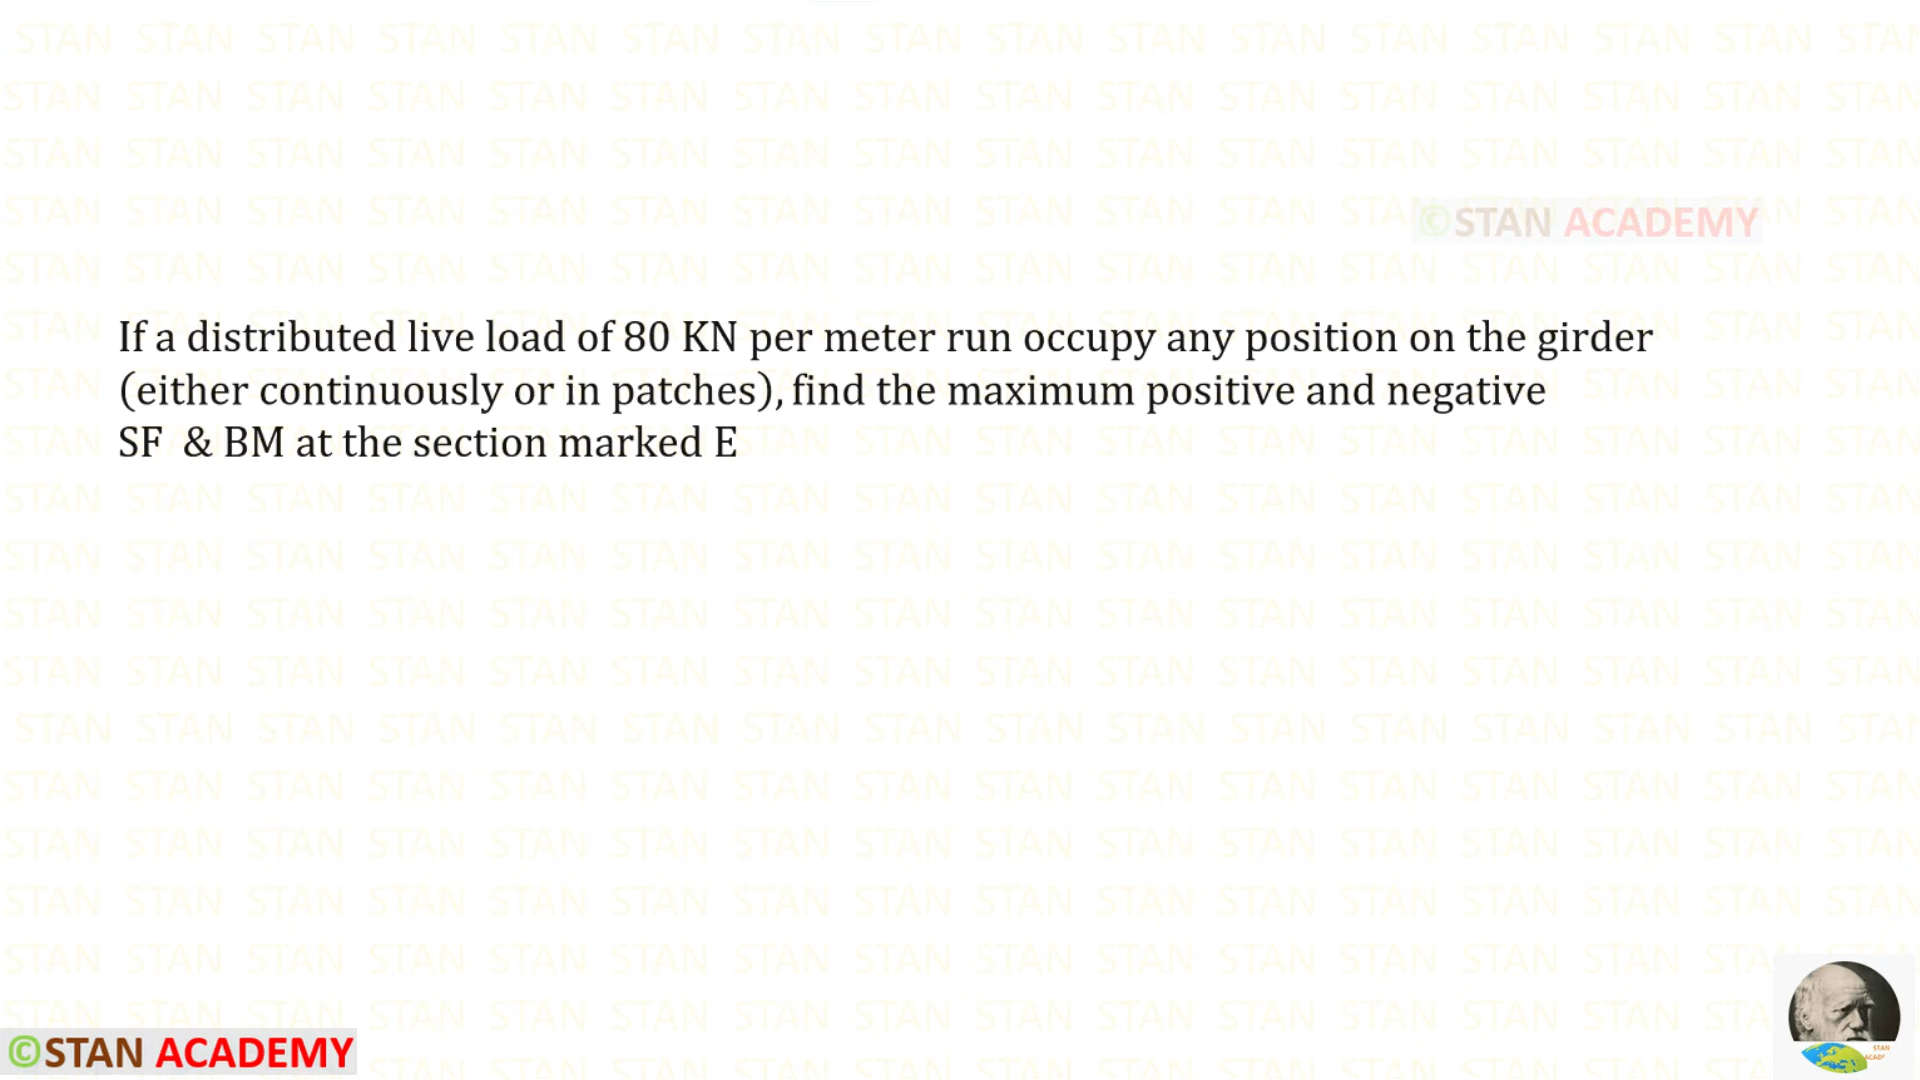 ©STAN ACADEMY
If a distributed live load of 80 KN per meter run occupy any position on the girder
(either continuously or in patches), find the maximum positive and negative
SF & BM at the section marked E
©STAN ACADEMY